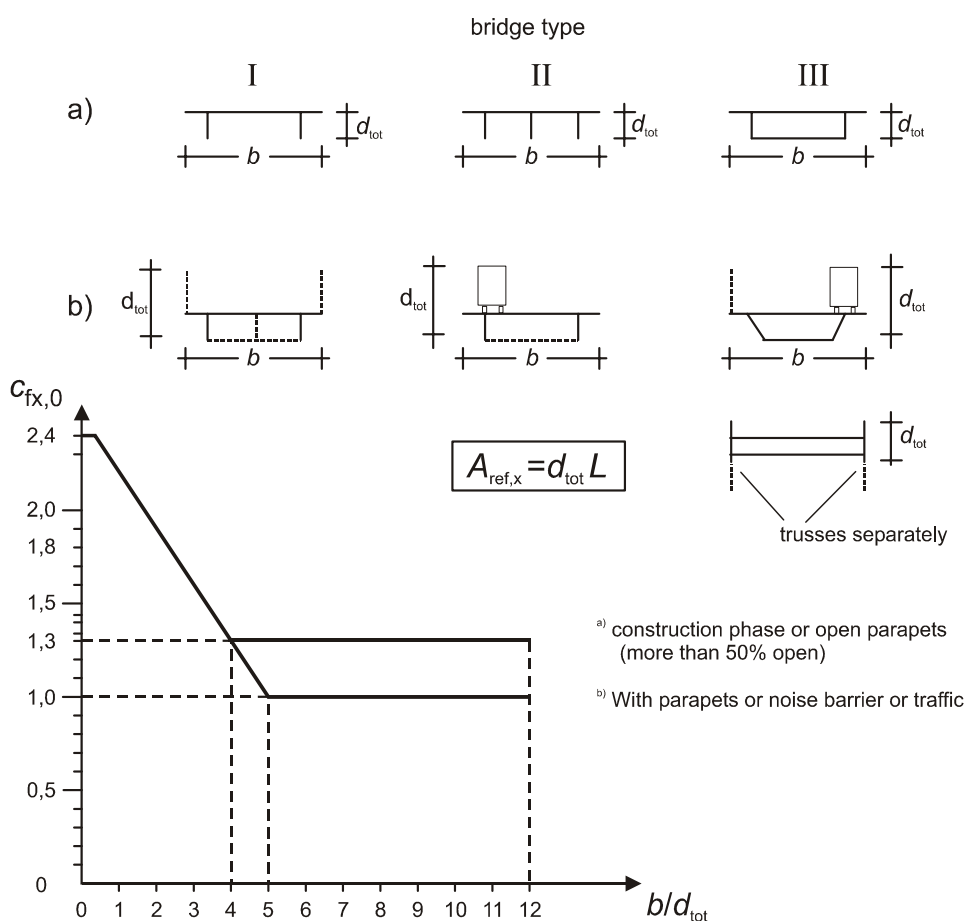 bridge type
I II III
a) d_tot d_tot d_tot
b b b
b) d_tot d_tot d_tot
b b b
c_fx,0
d_tot
A_ref,x = d_tot L
trusses separately
2,4
2,0
1,8
1,5
1,3
1,0
0,5
0
a) construction phase or open parapets
(more than 50% open)
b) With parapets or noise barrier or traffic
0 1 2 3 4 5 6 7 8 9 10 11 12 b/d_tot